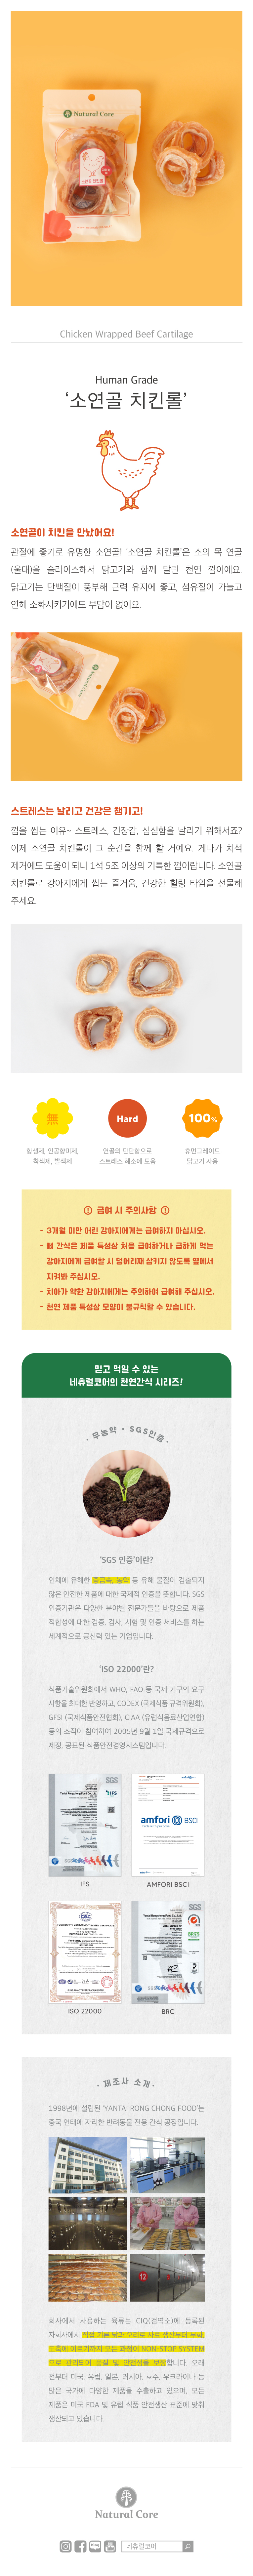 Natural Core
소연골 치킨롤
Chicken Wrapped Beef Cartilage
Human Grade
‘소연골 치킨롤’
소연골이 치킨을 만났어요!
관절에 좋기로 유명한 소연골! ‘소연골 치킨롤’은 소의 목 연골
(울대)을 슬라이스해서 닭고기와 함께 말린 천연 껌이에요.
닭고기는 단백질이 풍부해 근력 유지에 좋고, 섬유질이 가늘고
연해 소화시키기에도 부담이 없어요.
Natural Core
스트레스는 날리고 건강은 챙기고!
껌을 씹는 이유~ 스트레스, 긴장감, 심심함을 날리기 위해서죠?
이제 소연골 치킨롤이 그 순간을 함께 할 거예요. 게다가 치석
제거에도 도움이 되니 1석 5조 이상의 기특한 껌이랍니다. 소연골
치킨롤로 강아지에게 씹는 즐거움, 건강한 힐링 타임을 선물해
주세요.
無
Hard
100%
항생제, 인공향미제,
착색제, 발색제
연골의 단단함으로
스트레스 해소에 도움
휴먼그레이드
닭고기 사용
! 급여 시 주의사항 !
- 3개월 미만 어린 강아지에게는 급여하지 마십시오.
- 뼈 간식은 제품 특성상 처음 급여하거나 급하게 먹는
강아지에게 급여할 시 덩어리째 삼키지 않도록 옆에서
지켜봐 주십시오.
- 치아가 약한 강아지에게는 주의하여 급여해 주십시오.
- 천연 제품 특성상 모양이 불규칙할 수 있습니다.
믿고 먹일 수 있는
네츄럴코어의 천연간식 시리즈!
· 무농약 · SGS인증 ·
‘SGS 인증’이란?
인체에 유해한 중금속, 농약 등 유해 물질이 검출되지
않은 안전한 제품에 대한 국제적 인증을 뜻합니다. SGS
인증기관은 다양한 분야별 전문가들을 바탕으로 제품
적합성에 대한 검증, 검사, 시험 및 인증 서비스를 하는
세계적으로 공신력 있는 기업입니다.
‘ISO 22000’란?
식품기술위원회에서 WHO, FAO 등 국제 기구의 요구
사항을 최대한 반영하고, CODEX (국제식품 규격위원회),
GFSI (국제식품안전협회), CIAA (유럽식음료산업연합)
등의 조직이 참여하여 2005년 9월 1일 국제규격으로
제정, 공표된 식품안전경영시스템입니다.
SGS
IFS
amfori BSCI
IFS
AMFORI BSCI
CQC
SGS
BRCGS
ISO 22000
BRC
· 제조사 소개 ·
1998년에 설립된 ‘YANTAI RONG CHONG FOOD’는
중국 연태에 자리한 반려동물 전용 간식 공장입니다.
회사에서 사용하는 육류는 CIQ(검역소)에 등록된
자회사에서 직접 기른 닭과 오리로 사료 생산부터 부화,
도축에 이르기까지 모든 과정이 NON-STOP SYSTEM
으로 관리되어 품질 및 안전성을 보장합니다. 오래
전부터 미국, 유럽, 일본, 러시아, 호주, 우크라이나 등
많은 국가에 다양한 제품을 수출하고 있으며, 모든
제품은 미국 FDA 및 유럽 식품 안전생산 표준에 맞춰
생산되고 있습니다.
Natural Core
네츄럴코어